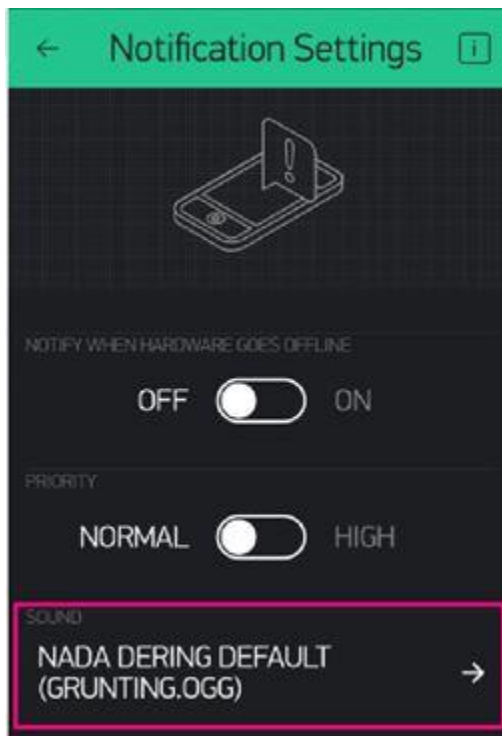 Notification Settings
NOTIFY WHEN HARDWARE GOES OFFLINE
OFF ON
PRIORITY
NORMAL HIGH
SOUND
NADA DERING DEFAULT
(GRUNTING.OGG)